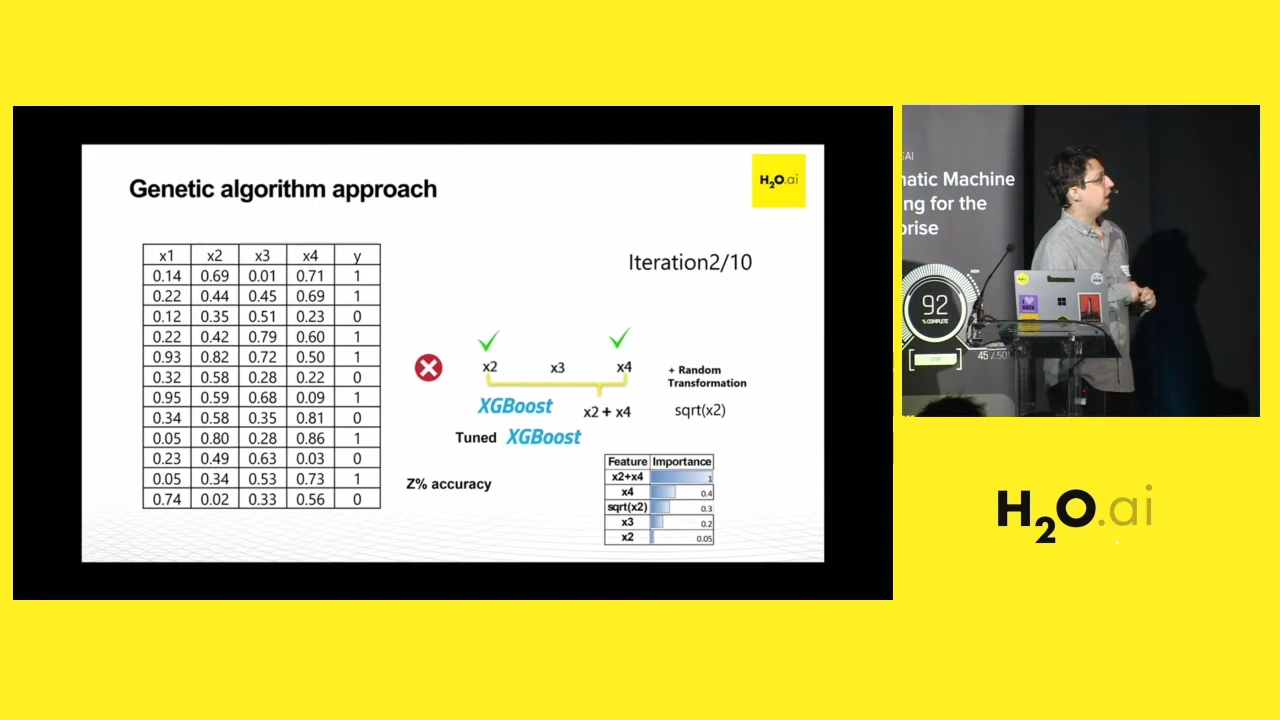 Genetic algorithm approach
H2O.ai
Iteration2/10
x1 x2 x3 x4 y
0.14 0.69 0.01 0.71 1
0.22 0.44 0.45 0.69 1
0.12 0.35 0.51 0.23 0
0.22 0.42 0.79 0.60 1
0.93 0.82 0.72 0.50 1
0.32 0.58 0.28 0.22 0
0.95 0.59 0.68 0.09 1
0.34 0.58 0.35 0.81 0
0.05 0.80 0.28 0.86 1
0.23 0.49 0.63 0.03 0
0.05 0.34 0.53 0.73 1
0.74 0.02 0.33 0.56 0
x2 x3 x4
+ Random
Transformation
XGBoost x2 + x4 sqrt(x2)
Tuned XGBoost
Z% accuracy
Feature Importance
x2+x4 1
x4 0.4
sqrt(x2) 0.3
x3 0.2
x2 0.05
matic Machine
ng for the
prise
92
% COMPLETE
45 / 50
H2O.ai